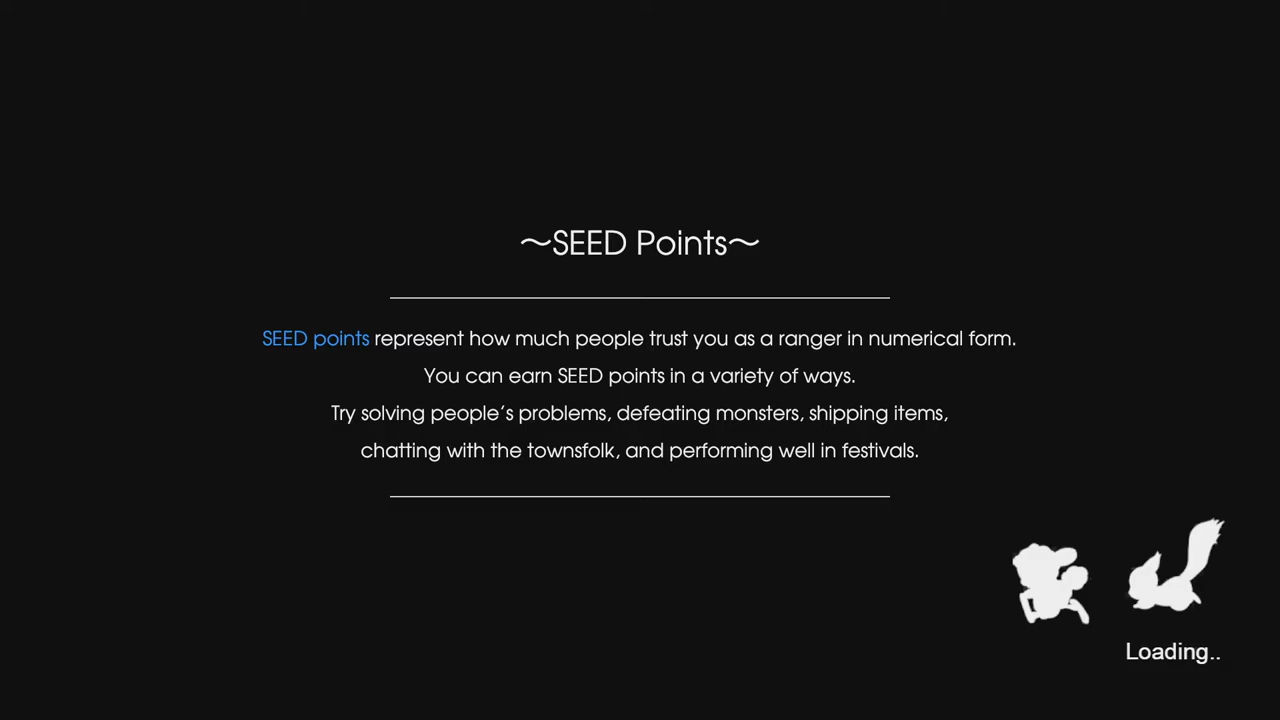 ～SEED Points～
SEED points represent how much people trust you as a ranger in numerical form.
You can earn SEED points in a variety of ways.
Try solving people’s problems, defeating monsters, shipping items,
chatting with the townsfolk, and performing well in festivals.
Loading..